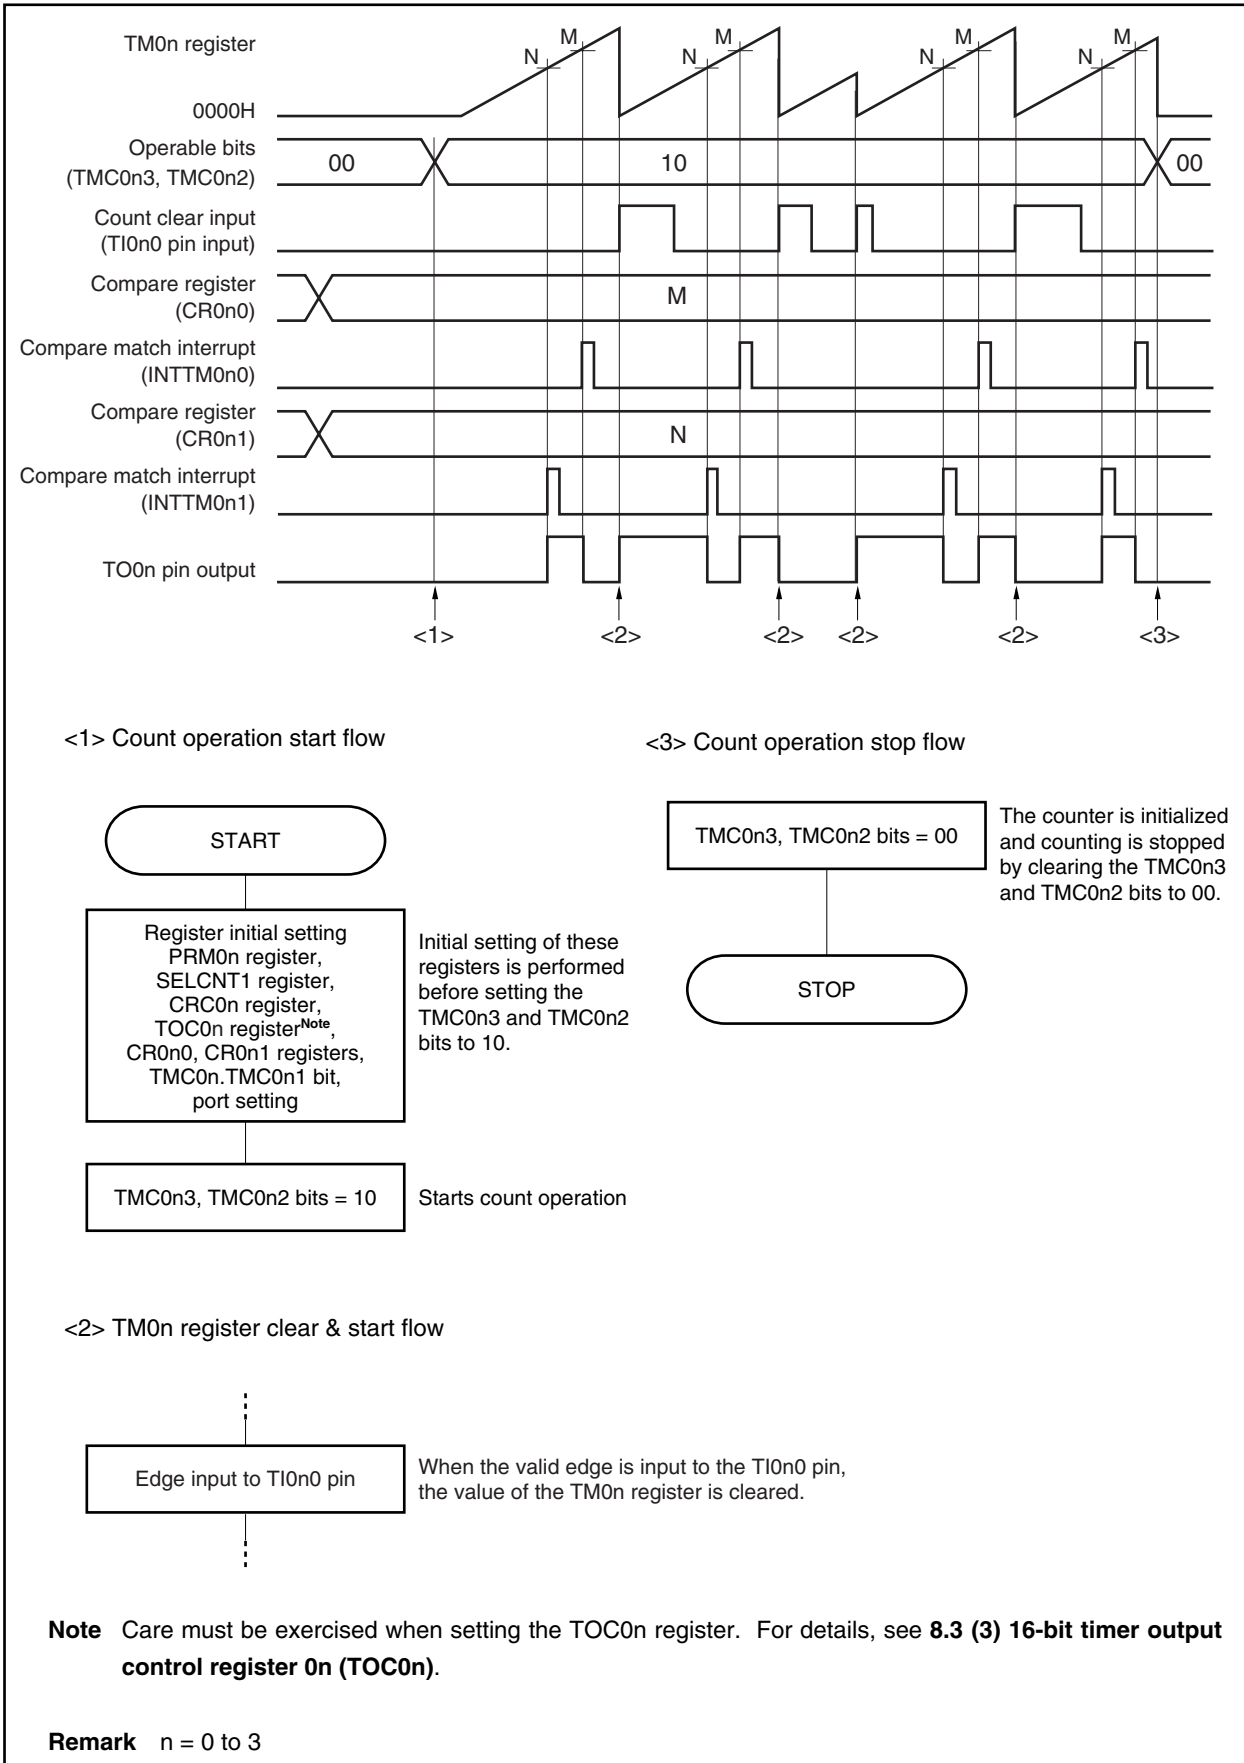 TM0n register
N
M
N
M
N
M
N
M
0000H
Operable bits
(TMC0n3, TMC0n2)
00
10
00
Count clear input
(TI0n0 pin input)
Compare register
(CR0n0)
M
Compare match interrupt
(INTTM0n0)
Compare register
(CR0n1)
N
Compare match interrupt
(INTTM0n1)
TO0n pin output
<1>
<2>
<2>
<2>
<2>
<3>
<1> Count operation start flow
START
Register initial setting
PRM0n register,
SELCNT1 register,
CRC0n register,
TOC0n registerNote,
CR0n0, CR0n1 registers,
TMC0n.TMC0n1 bit,
port setting
Initial setting of these
registers is performed
before setting the
TMC0n3 and TMC0n2
bits to 10.
TMC0n3, TMC0n2 bits = 10
Starts count operation
<3> Count operation stop flow
TMC0n3, TMC0n2 bits = 00
The counter is initialized
and counting is stopped
by clearing the TMC0n3
and TMC0n2 bits to 00.
STOP
<2> TM0n register clear & start flow
Edge input to TI0n0 pin
When the valid edge is input to the TI0n0 pin,
the value of the TM0n register is cleared.
Note Care must be exercised when setting the TOC0n register. For details, see 8.3 (3) 16-bit timer output
control register 0n (TOC0n).
Remark n = 0 to 3